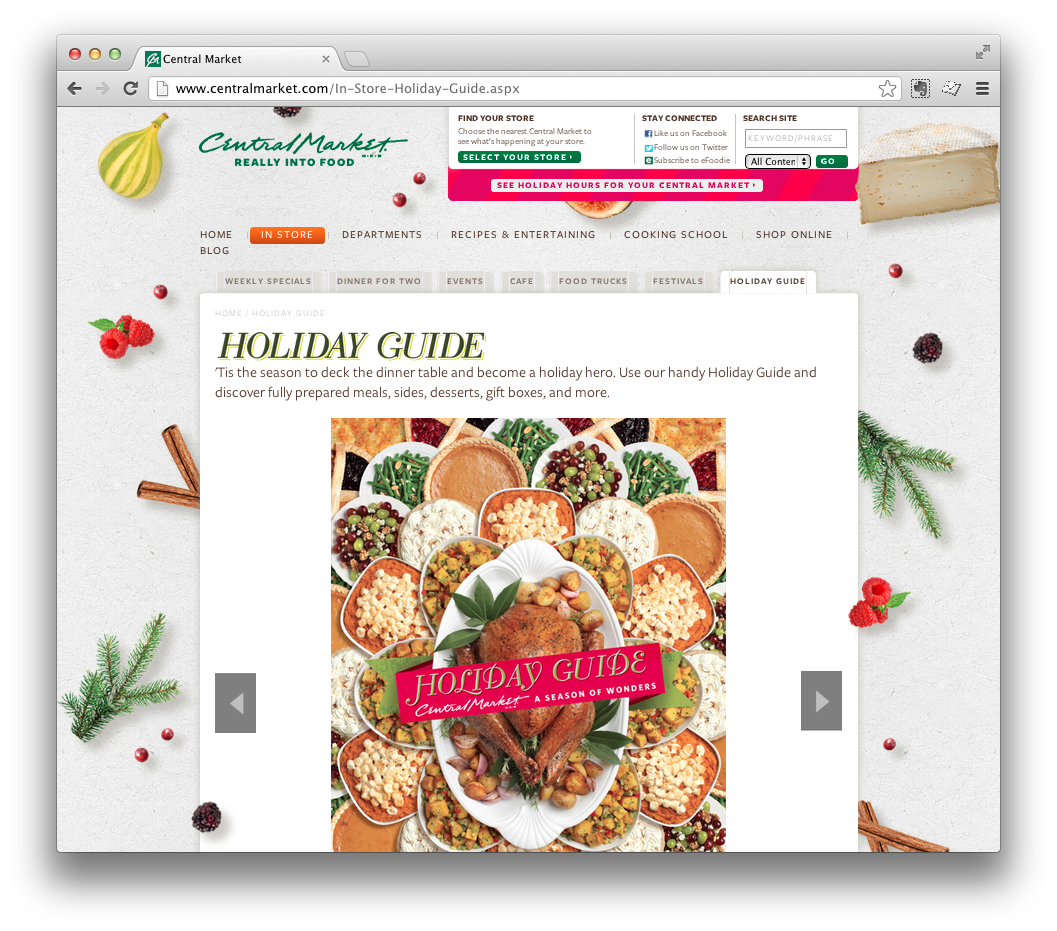 Central Market
www.centralmarket.com/In-Store-Holiday-Guide.aspx
Central Market
REALLY INTO FOOD
FIND YOUR STORE
Choose the nearest Central Market to
see what's happening at your store.
SELECT YOUR STORE
STAY CONNECTED
Like us on Facebook
Follow us on Twitter
Subscribe to eFoodie
SEARCH SITE
KEYWORD/PHRASE
All Conten
GO
SEE HOLIDAY HOURS FOR YOUR CENTRAL MARKET
HOME IN STORE DEPARTMENTS RECIPES & ENTERTAINING COOKING SCHOOL SHOP ONLINE
BLOG
WEEKLY SPECIALS DINNER FOR TWO EVENTS CAFE FOOD TRUCKS FESTIVALS HOLIDAY GUIDE
HOME / HOLIDAY GUIDE
HOLIDAY GUIDE
'Tis the season to deck the dinner table and become a holiday hero. Use our handy Holiday Guide and
discover fully prepared meals, sides, desserts, gift boxes, and more.
HOLIDAY GUIDE
Central Market A SEASON OF WONDERS